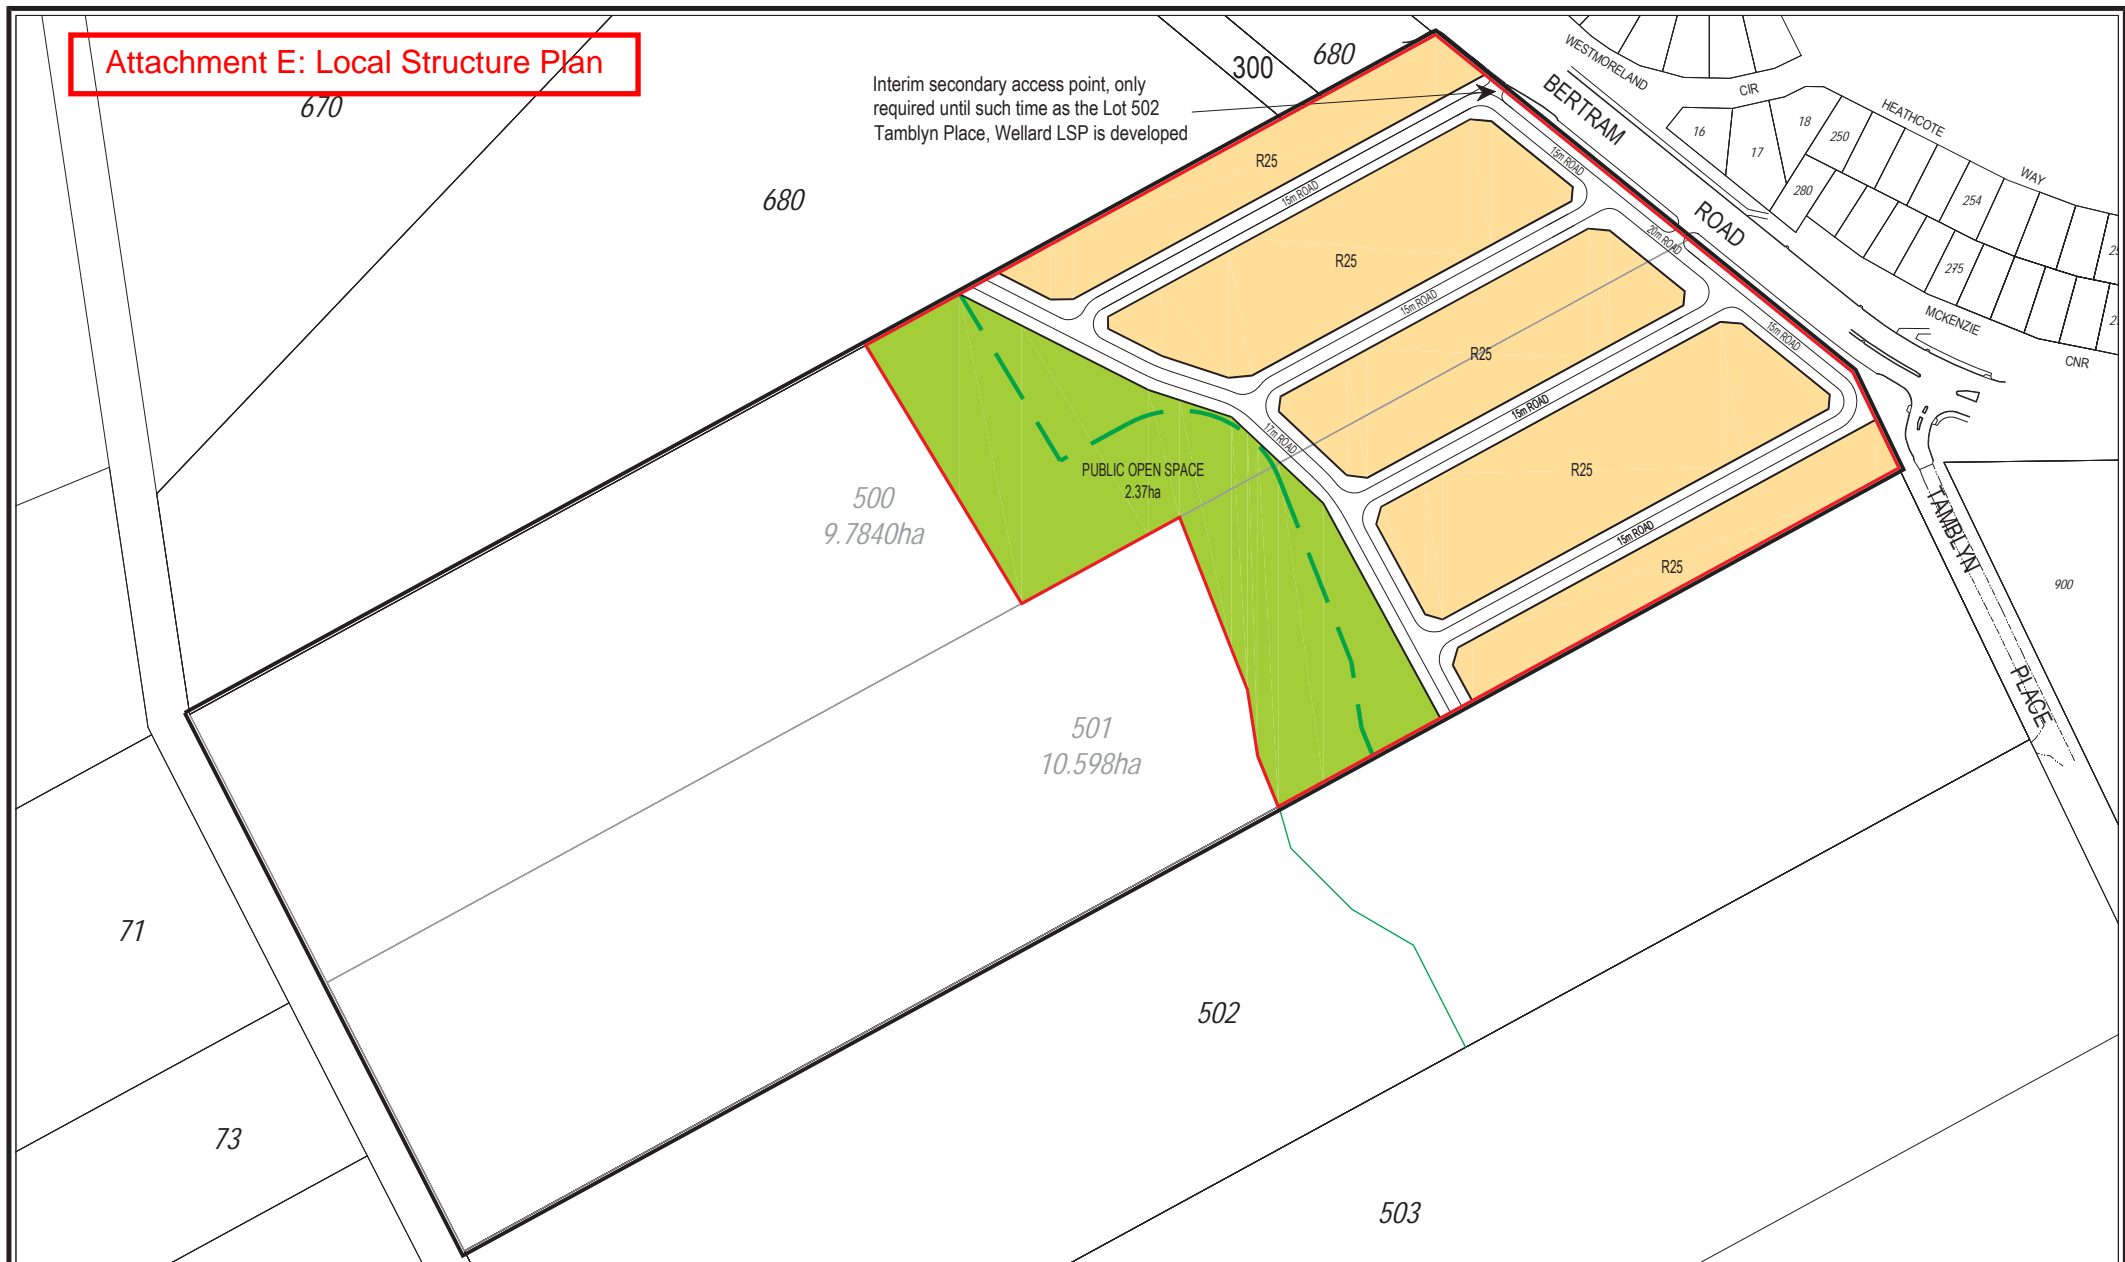 Attachment E: Local Structure Plan
670
680
300
680
Interim secondary access point, only
required until such time as the Lot 502
Tamblyn Place, Wellard LSP is developed
WESTMORELAND
CIR
BERTRAM
ROAD
HEATHCOTE
WAY
16
17
18
250
280
254
275
MCKENZIE
CNR
R25
15m ROAD
15m ROAD
R25
20m ROAD
15m ROAD
R25
15m ROAD
17m ROAD
15m ROAD
R25
15m ROAD
R25
PUBLIC OPEN SPACE
2.37ha
500
9.7840ha
501
10.598ha
TAMBLYN
PLACE
900
71
73
502
503